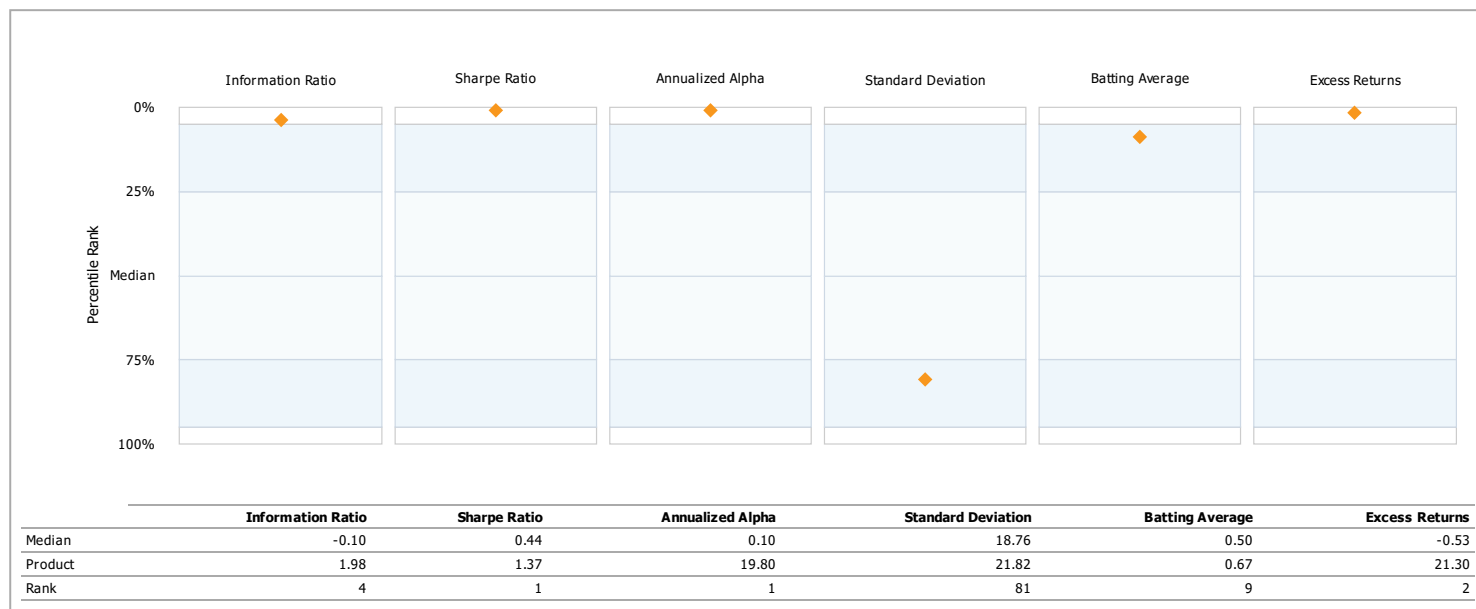 Information Ratio Sharpe Ratio Annualized Alpha Standard Deviation Batting Average Excess Returns
0%
25%
Median
75%
100%
Percentile Rank
Information Ratio Sharpe Ratio Annualized Alpha Standard Deviation Batting Average Excess Returns
Median -0.10 0.44 0.10 18.76 0.50 -0.53
Product 1.98 1.37 19.80 21.82 0.67 21.30
Rank 4 1 1 81 9 2